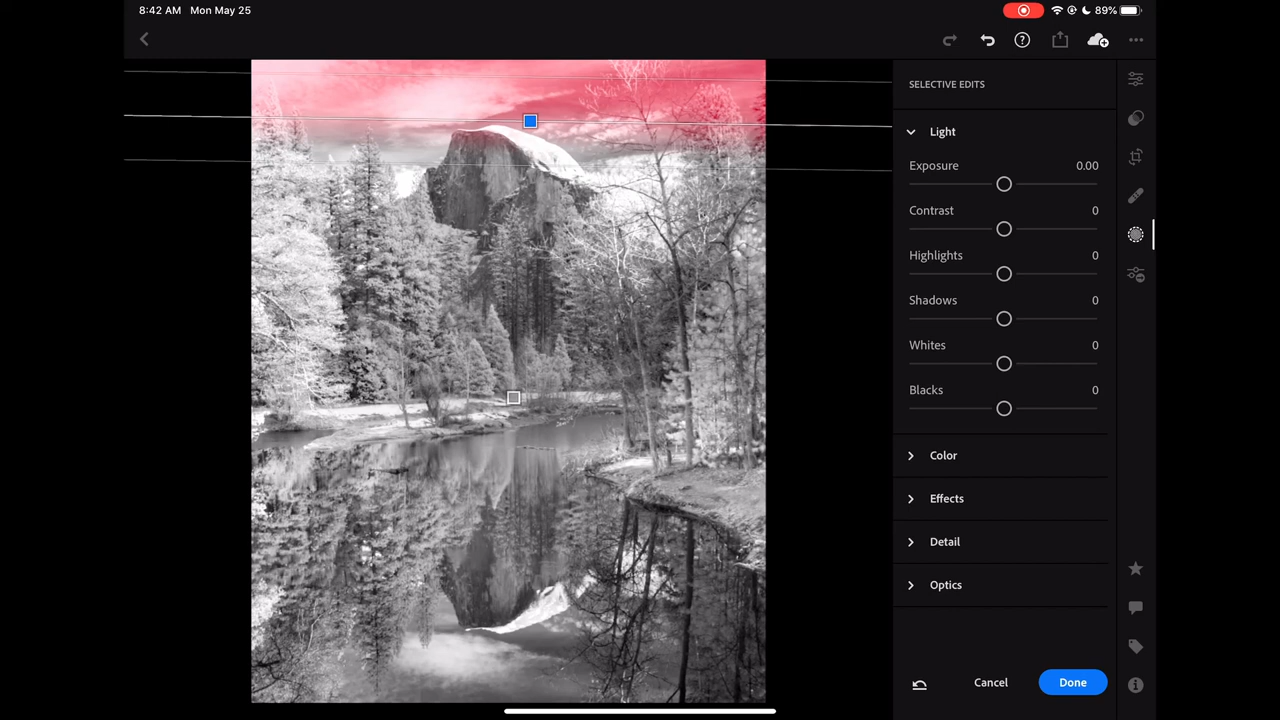 8:42 AM Mon May 25
89%
SELECTIVE EDITS
Light
Exposure 0.00
Contrast 0
Highlights 0
Shadows 0
Whites 0
Blacks 0
Color
Effects
Detail
Optics
Cancel Done